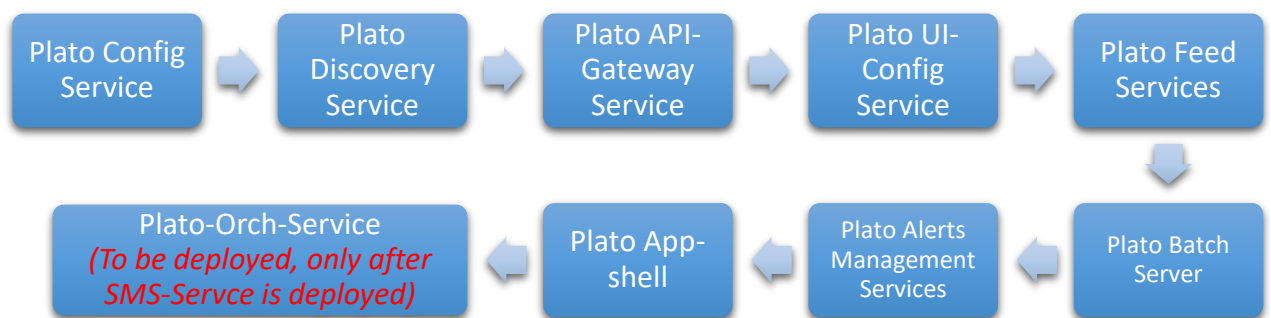 Plato Config
Service
Plato
Discovery
Service
Plato API-
Gateway
Service
Plato UI-
Config
Service
Plato Feed
Services
Plato Batch
Server
Plato Alerts
Management
Services
Plato App-
shell
Plato-Orch-Service
(To be deployed, only after
SMS-Servce is deployed)